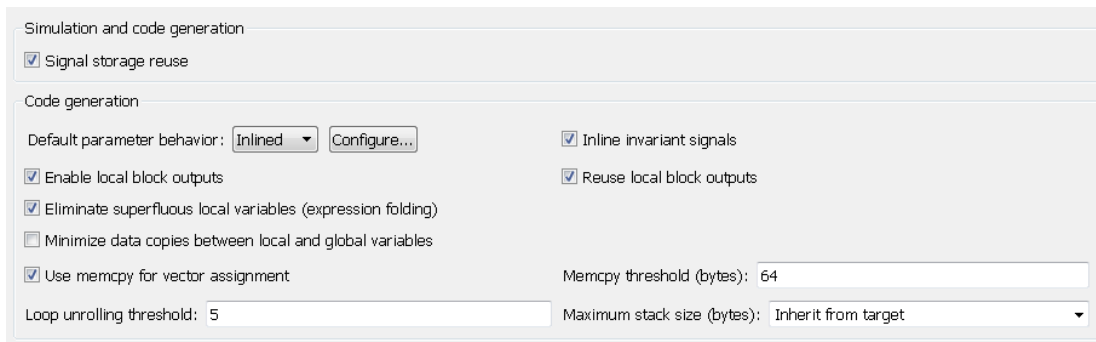 Simulation and code generation
Signal storage reuse
Code generation
Default parameter behavior: Inlined Configure... Inline invariant signals
Enable local block outputs Reuse local block outputs
Eliminate superfluous local variables (expression folding)
Minimize data copies between local and global variables
Use memcpy for vector assignment Memcpy threshold (bytes): 64
Loop unrolling threshold: 5 Maximum stack size (bytes): Inherit from target